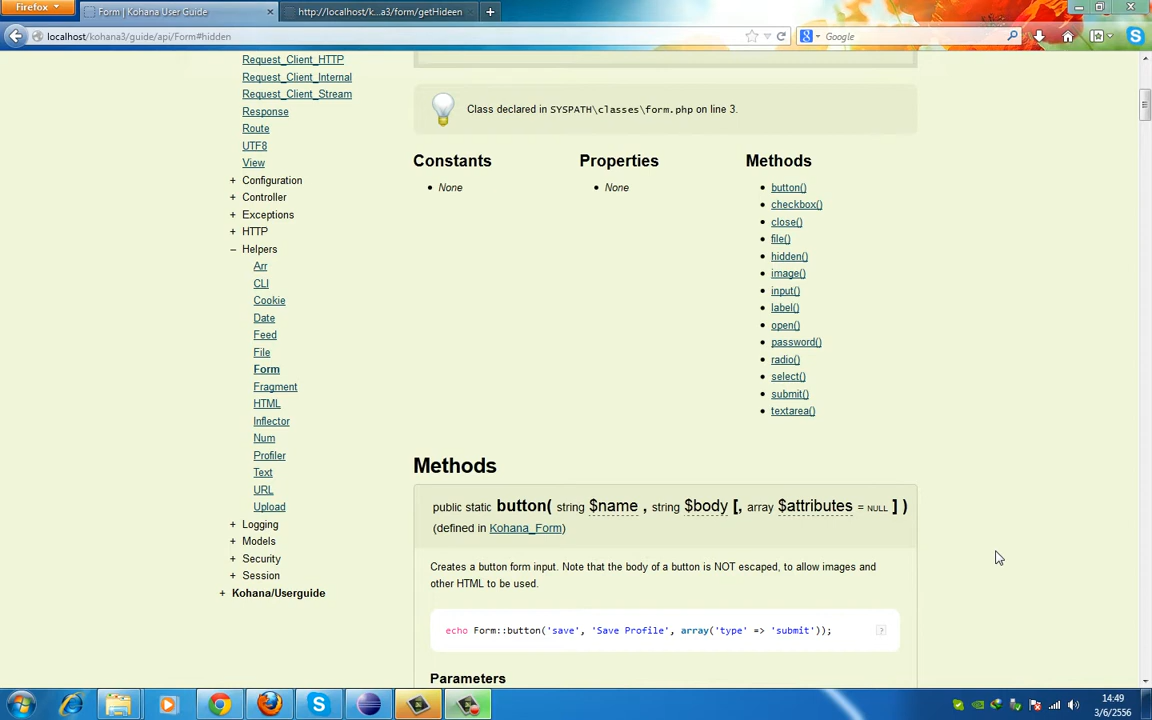 Firefox
Form | Kohana User Guide
http://localhost/k...a3/form/getHideen
localhost/kohana3/guide/api/Form#hidden
Google
Request_Client_HTTP
Request_Client_Internal
Request_Client_Stream
Response
Route
UTF8
View
+ Configuration
+ Controller
+ Exceptions
+ HTTP
– Helpers
Arr
CLI
Cookie
Date
Feed
File
Form
Fragment
HTML
Inflector
Num
Profiler
Text
URL
Upload
+ Logging
+ Models
+ Security
+ Session
+ Kohana/Userguide
Class declared in SYSPATH\classes\form.php on line 3.
Constants
• None
Properties
• None
Methods
• button()
• checkbox()
• close()
• file()
• hidden()
• image()
• input()
• label()
• open()
• password()
• radio()
• select()
• submit()
• textarea()
Methods
public static button( string $name , string $body [, array $attributes = NULL ] )
(defined in Kohana_Form)
Creates a button form input. Note that the body of a button is NOT escaped, to allow images and
other HTML to be used.
echo Form::button('save', 'Save Profile', array('type' => 'submit'));
?
Parameters
14:49
3/6/2556